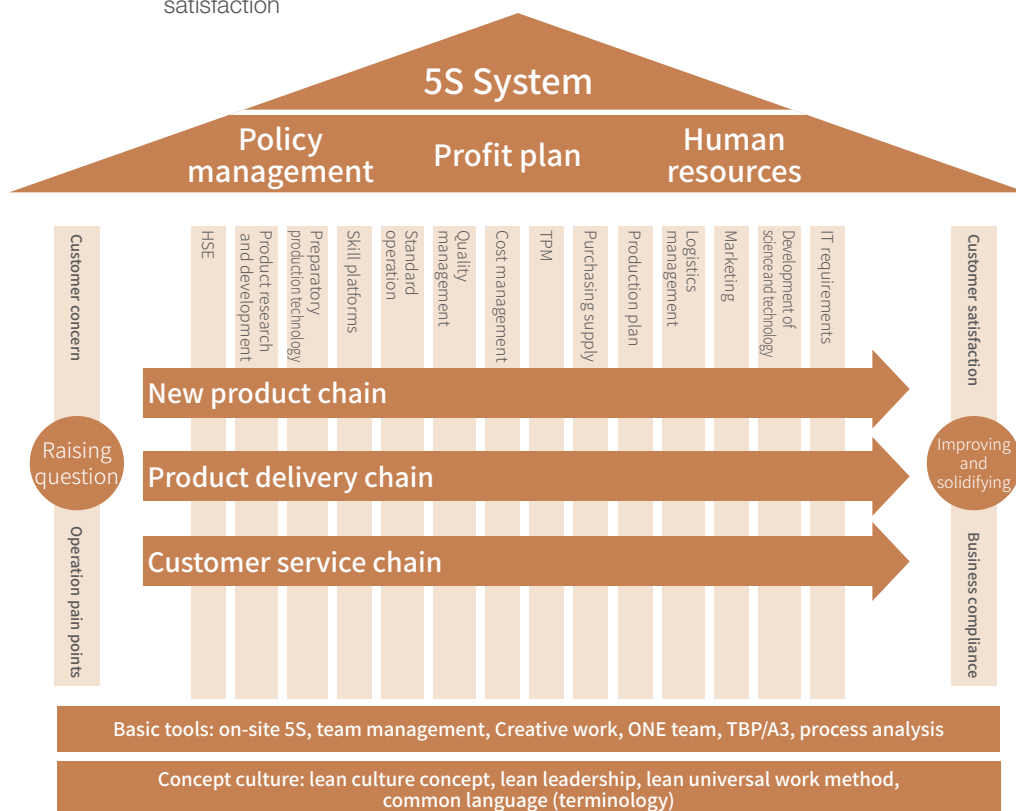 satisfaction
5S System
Policy
management
Profit plan
Human
resources
Customer concern
HSE
Product research
and development
Preparatory
production technology
Skill platforms
Standard
operation
Quality
management
Cost management
TPM
Purchasing supply
Production plan
Logistics
management
Marketing
Development of
science and technology
IT requirements
Customer satisfaction
New product chain
Raising
question
Product delivery chain
Improving
and
solidifying
Operation pain points
Customer service chain
Business compliance
Basic tools: on-site 5S, team management, Creative work, ONE team, TBP/A3, process analysis
Concept culture: lean culture concept, lean leadership, lean universal work method,
common language (terminology)